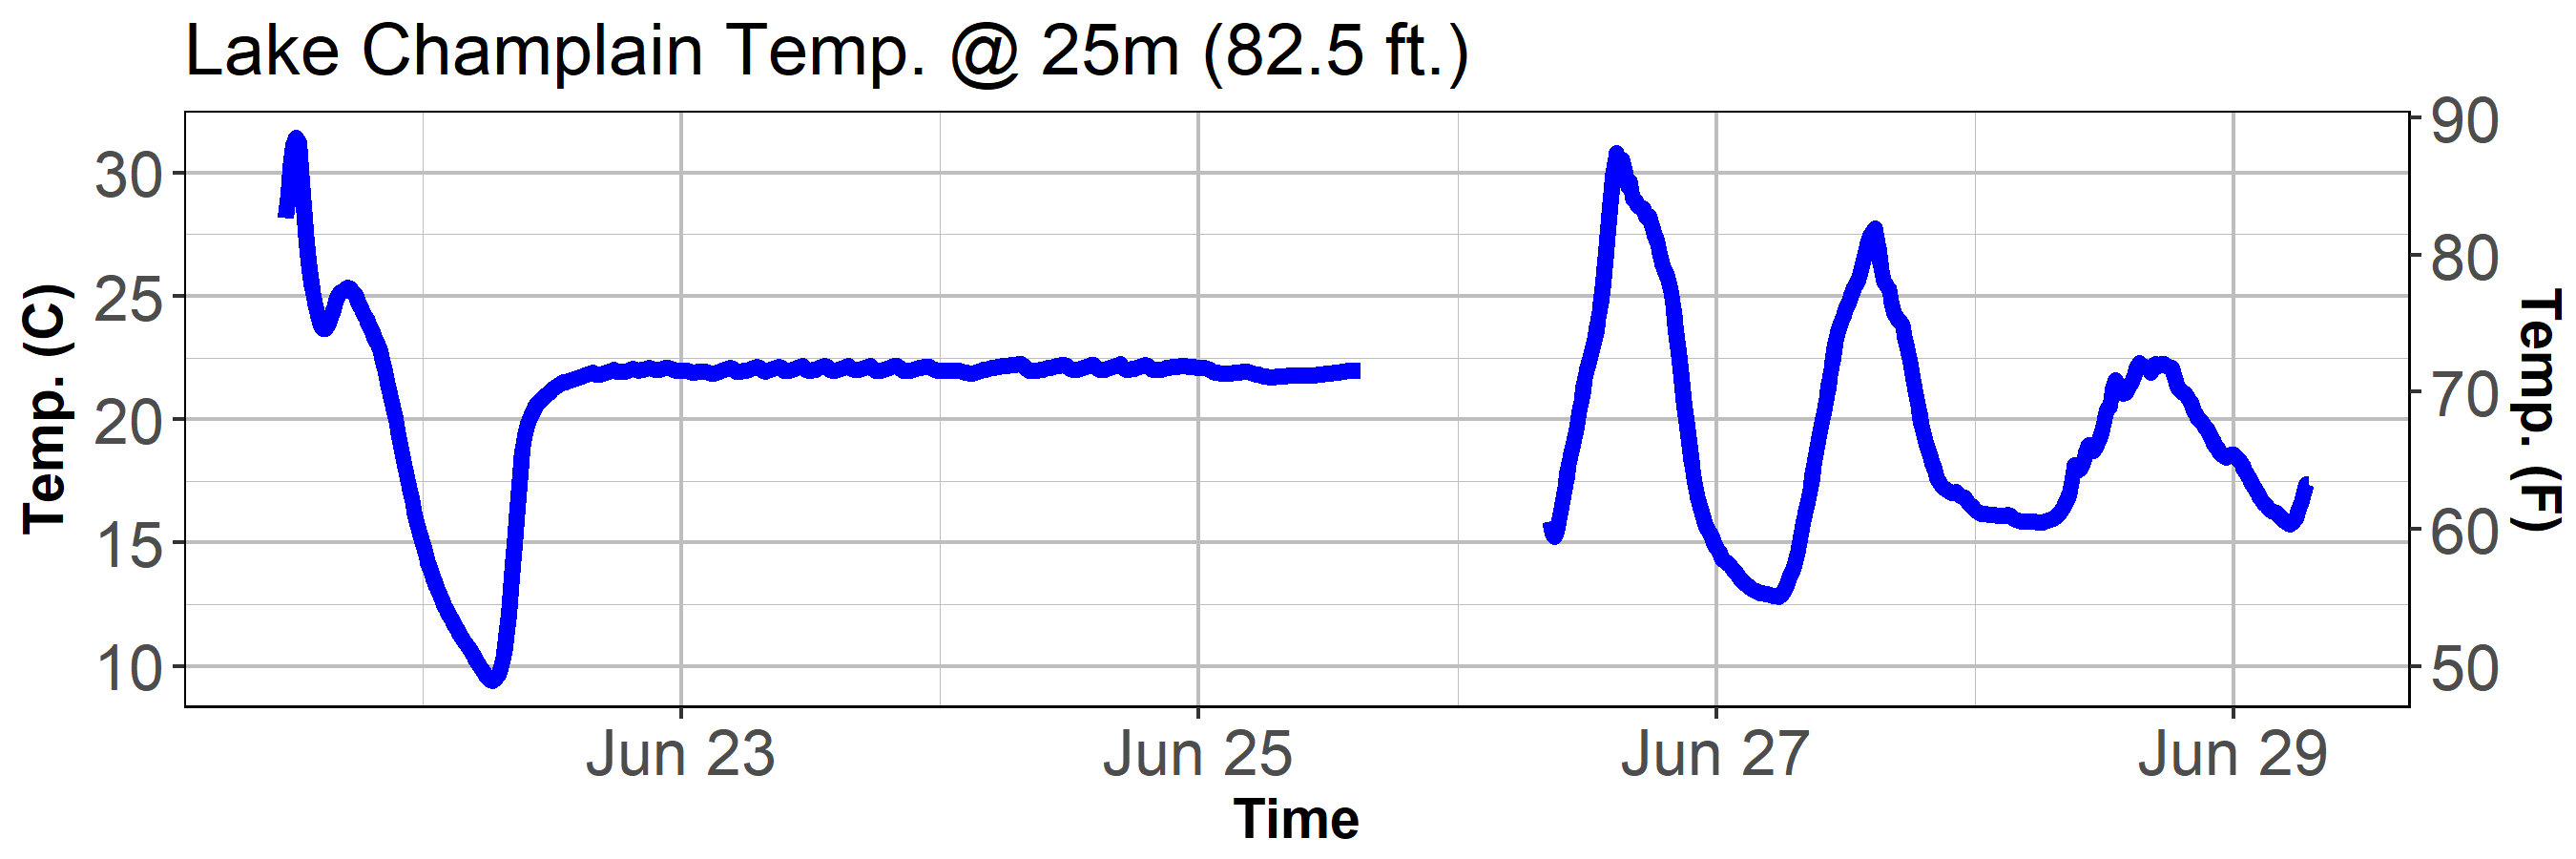 Lake Champlain Temp. @ 25m (82.5 ft.)
90
30
80
25
70
20
60
15
50
10
Temp. (C)
Temp. (F)
Jun 23 Jun 25 Jun 27 Jun 29
Time